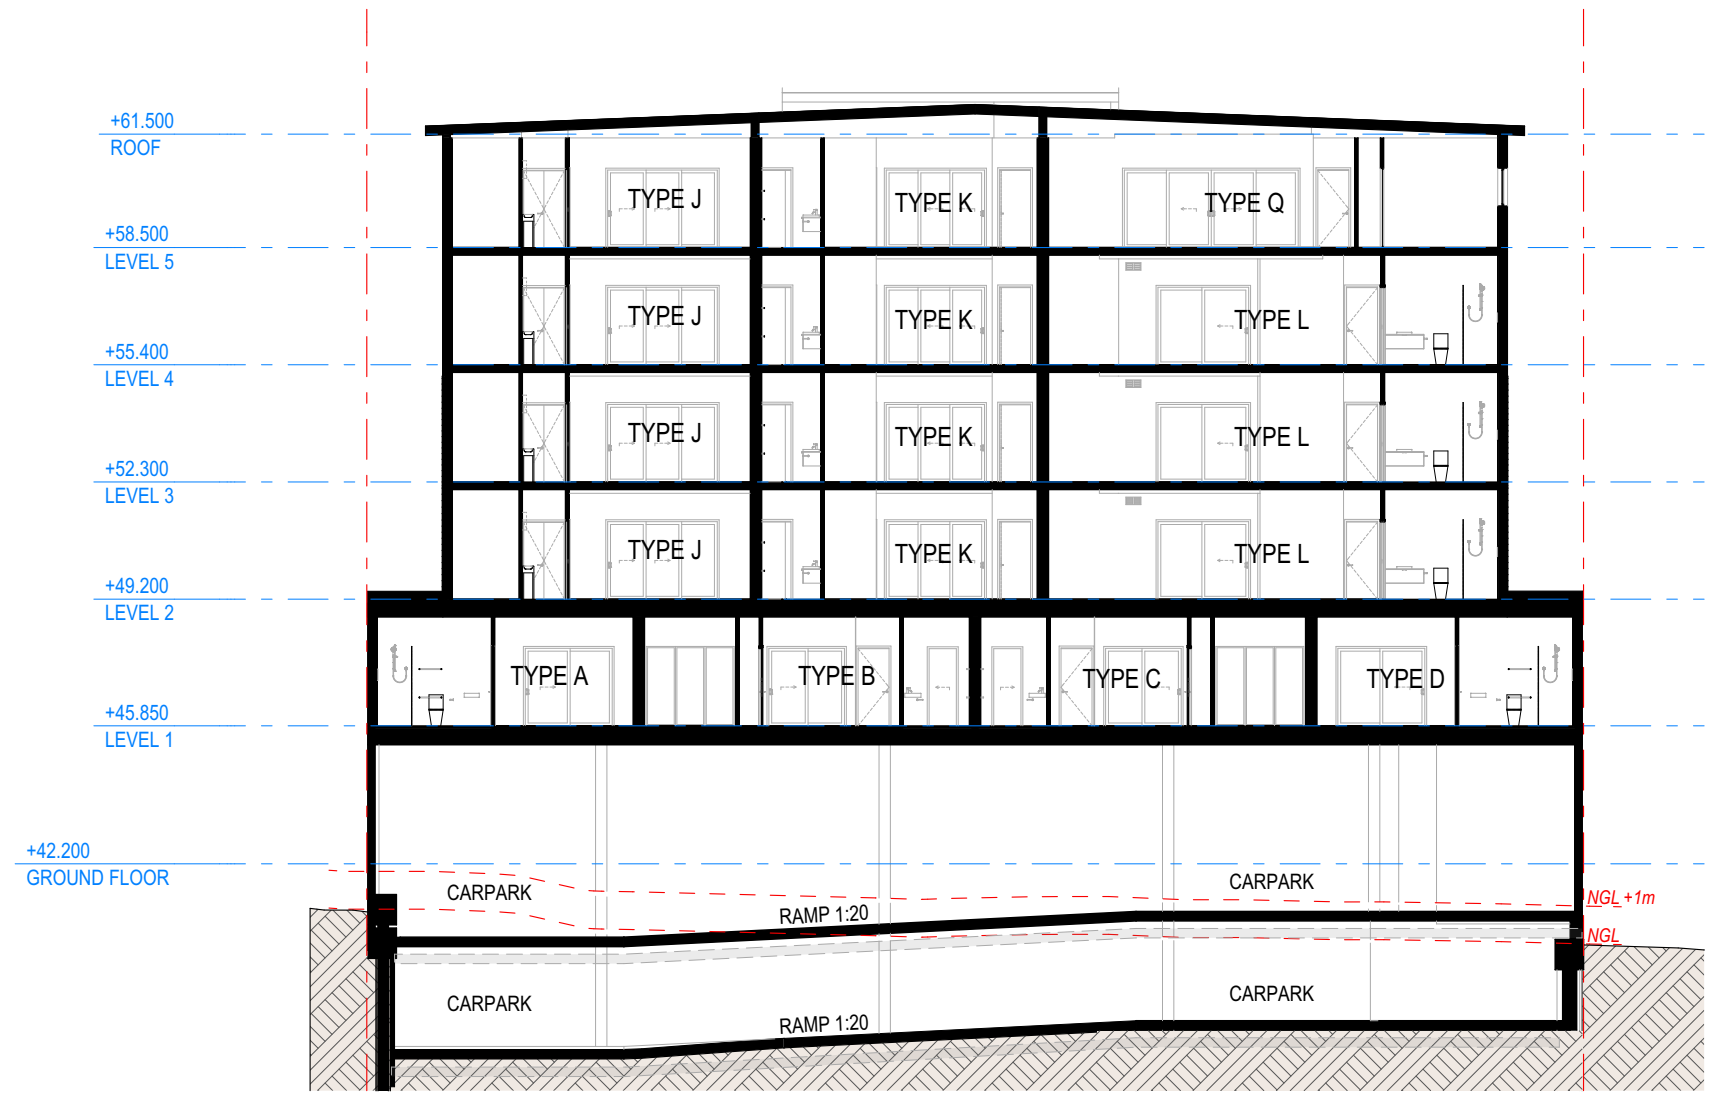 +61.500
ROOF
TYPE J
TYPE K
TYPE Q
+58.500
LEVEL 5
TYPE J
TYPE K
TYPE L
+55.400
LEVEL 4
TYPE J
TYPE K
TYPE L
+52.300
LEVEL 3
TYPE J
TYPE K
TYPE L
+49.200
LEVEL 2
TYPE A
TYPE B
TYPE C
TYPE D
+45.850
LEVEL 1
+42.200
GROUND FLOOR
CARPARK
CARPARK
NGL +1m
RAMP 1:20
NGL
CARPARK
CARPARK
RAMP 1:20